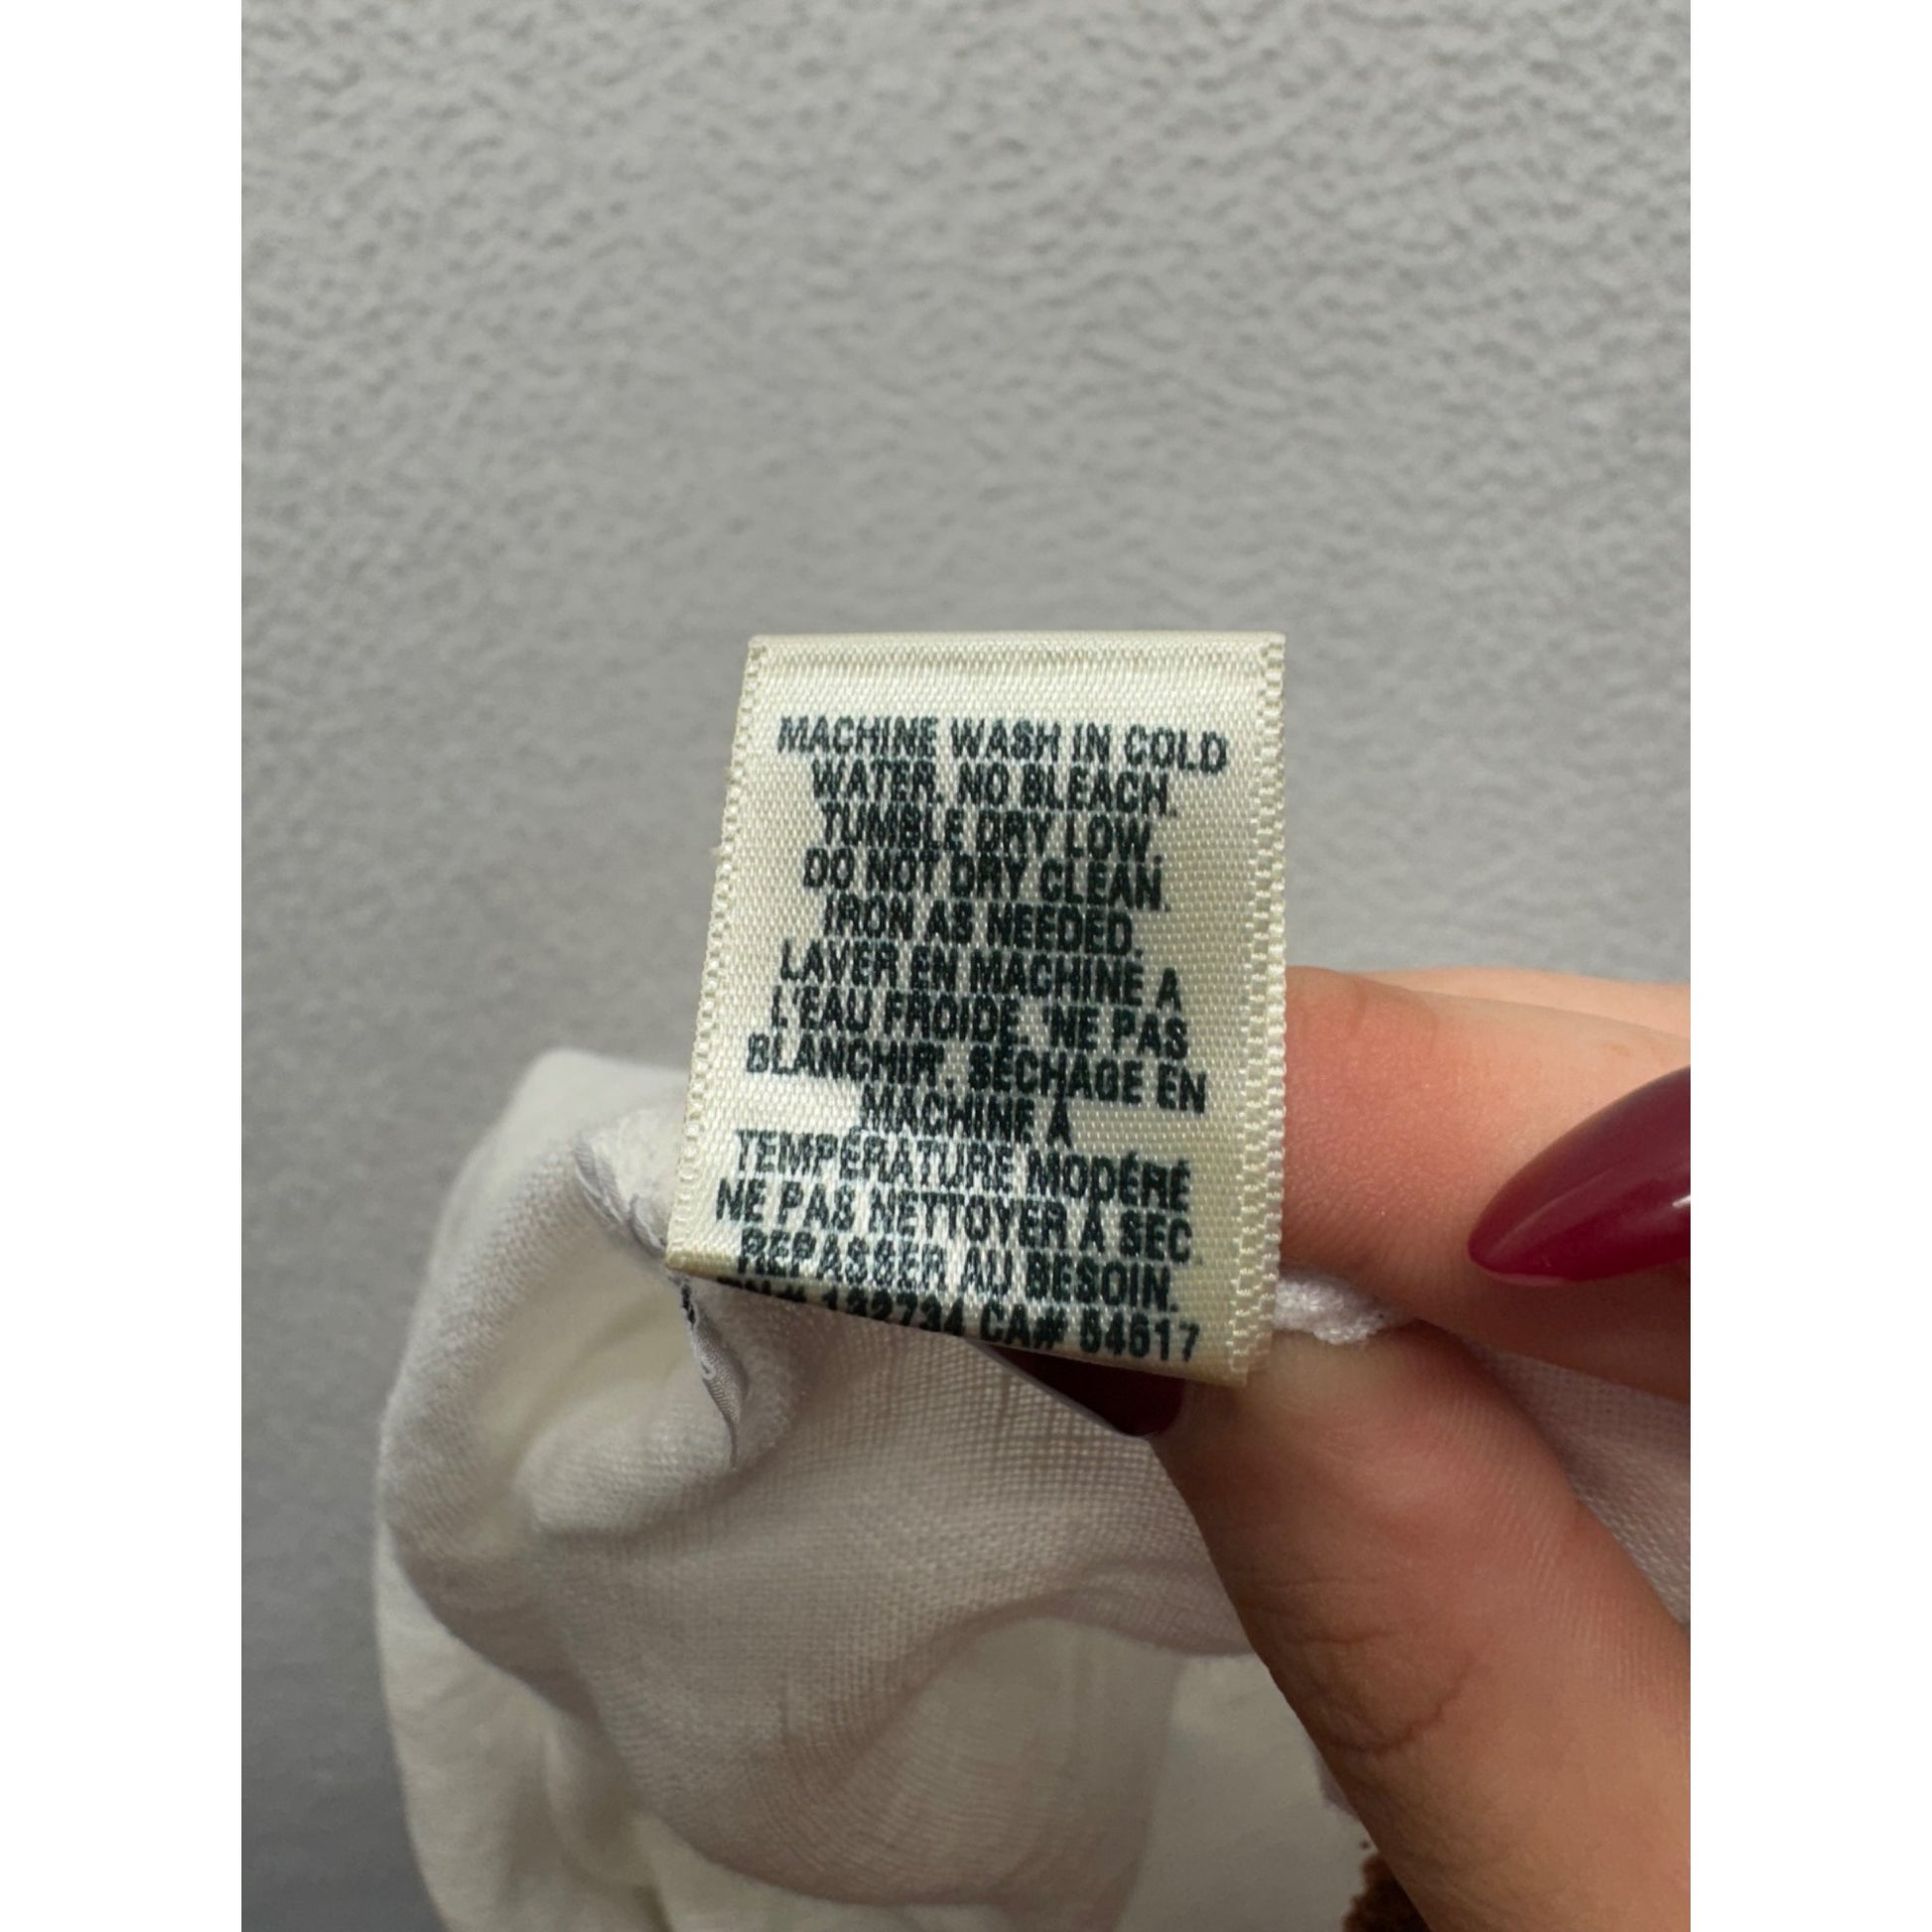 MACHINE WASH IN COLD
WATER. NO BLEACH.
TUMBLE DRY LOW.
DO NOT DRY CLEAN.
IRON AS NEEDED.
LAVER EN MACHINE A
L'EAU FROIDE. NE PAS
BLANCHIR. SÉCHAGE EN
MACHINE À
TEMPÉRATURE MODÉRÉ
NE PAS NETTOYER À SEC
REPASSER AU BESOIN.
RN# 132734 CA# 54617